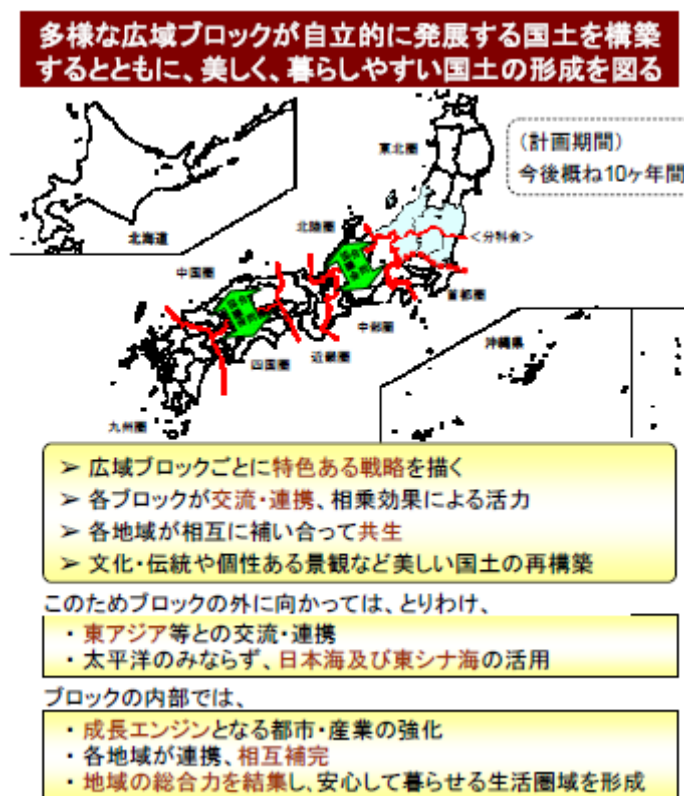 多様な広域ブロックが自立的に発展する国土を構築
するとともに、美しく、暮らしやすい国土の形成を図る
東北圏
(計画期間)
今後概ね10ヶ年間
北海道
北陸圏
<分科会>
中国圏
首都圏
中部圏
沖縄県
近畿圏
四国圏
九州圏
➢ 広域ブロックごとに特色ある戦略を描く
➢ 各ブロックが交流・連携、相乗効果による活力
➢ 各地域が相互に補い合って共生
➢ 文化・伝統や個性ある景観など美しい国土の再構築
このためブロックの外に向かっては、とりわけ、
・東アジア等との交流・連携
・太平洋のみならず、日本海及び東シナ海の活用
ブロックの内部では、
・成長エンジンとなる都市・産業の強化
・各地域が連携、相互補完
・地域の総合力を結集し、安心して暮らせる生活圏域を形成